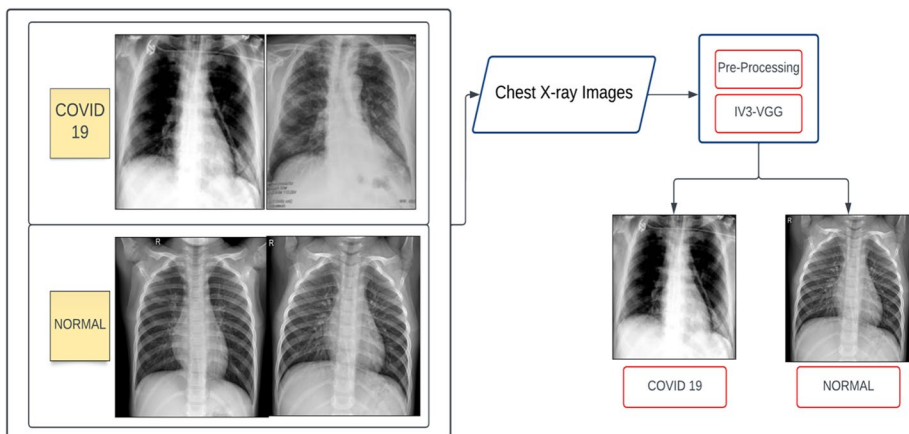 COVID
19
NORMAL
R
R
Chest X-ray Images
Pre-Processing
IV3-VGG
R
COVID 19
NORMAL